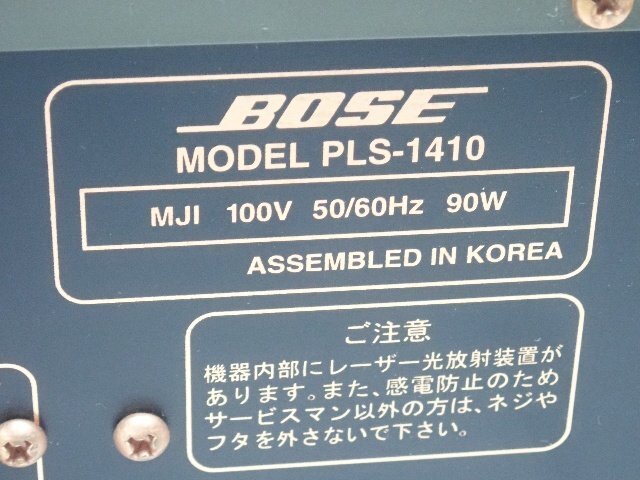 BOSE
MODEL PLS-1410
MJI 100V 50/60Hz 90W
ASSEMBLED IN KOREA
ご注意
機器内部にレーザー光放射装置が
あります。また、感電防止のため
サービスマン以外の方は、ネジや
フタを外さないで下さい。